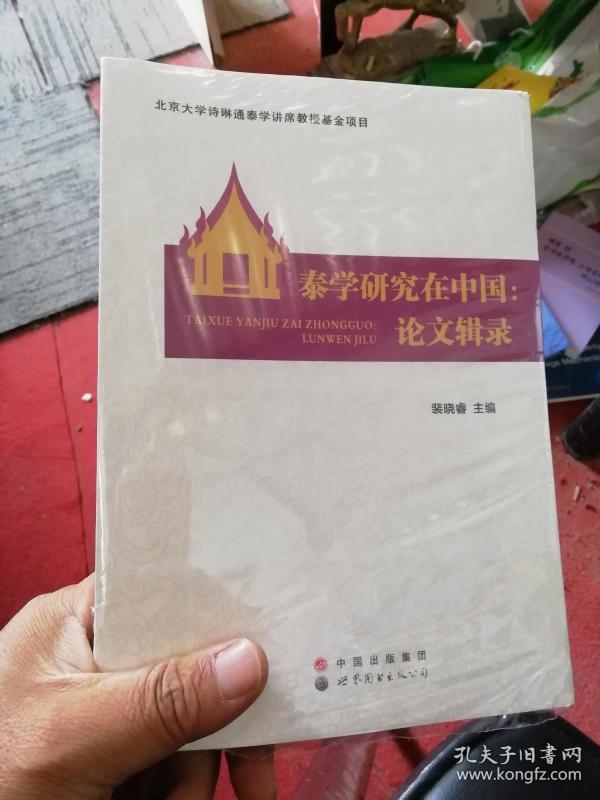 北京大学诗琳通泰学讲席教授基金项目
泰学研究在中国：
TAIXUE YANJIU ZAI ZHONGGUO:
LUNWEN JILU
论文辑录
裴晓睿 主编
中国出版集团
世界图书出版公司
孔夫子旧书网
www.kongfz.com